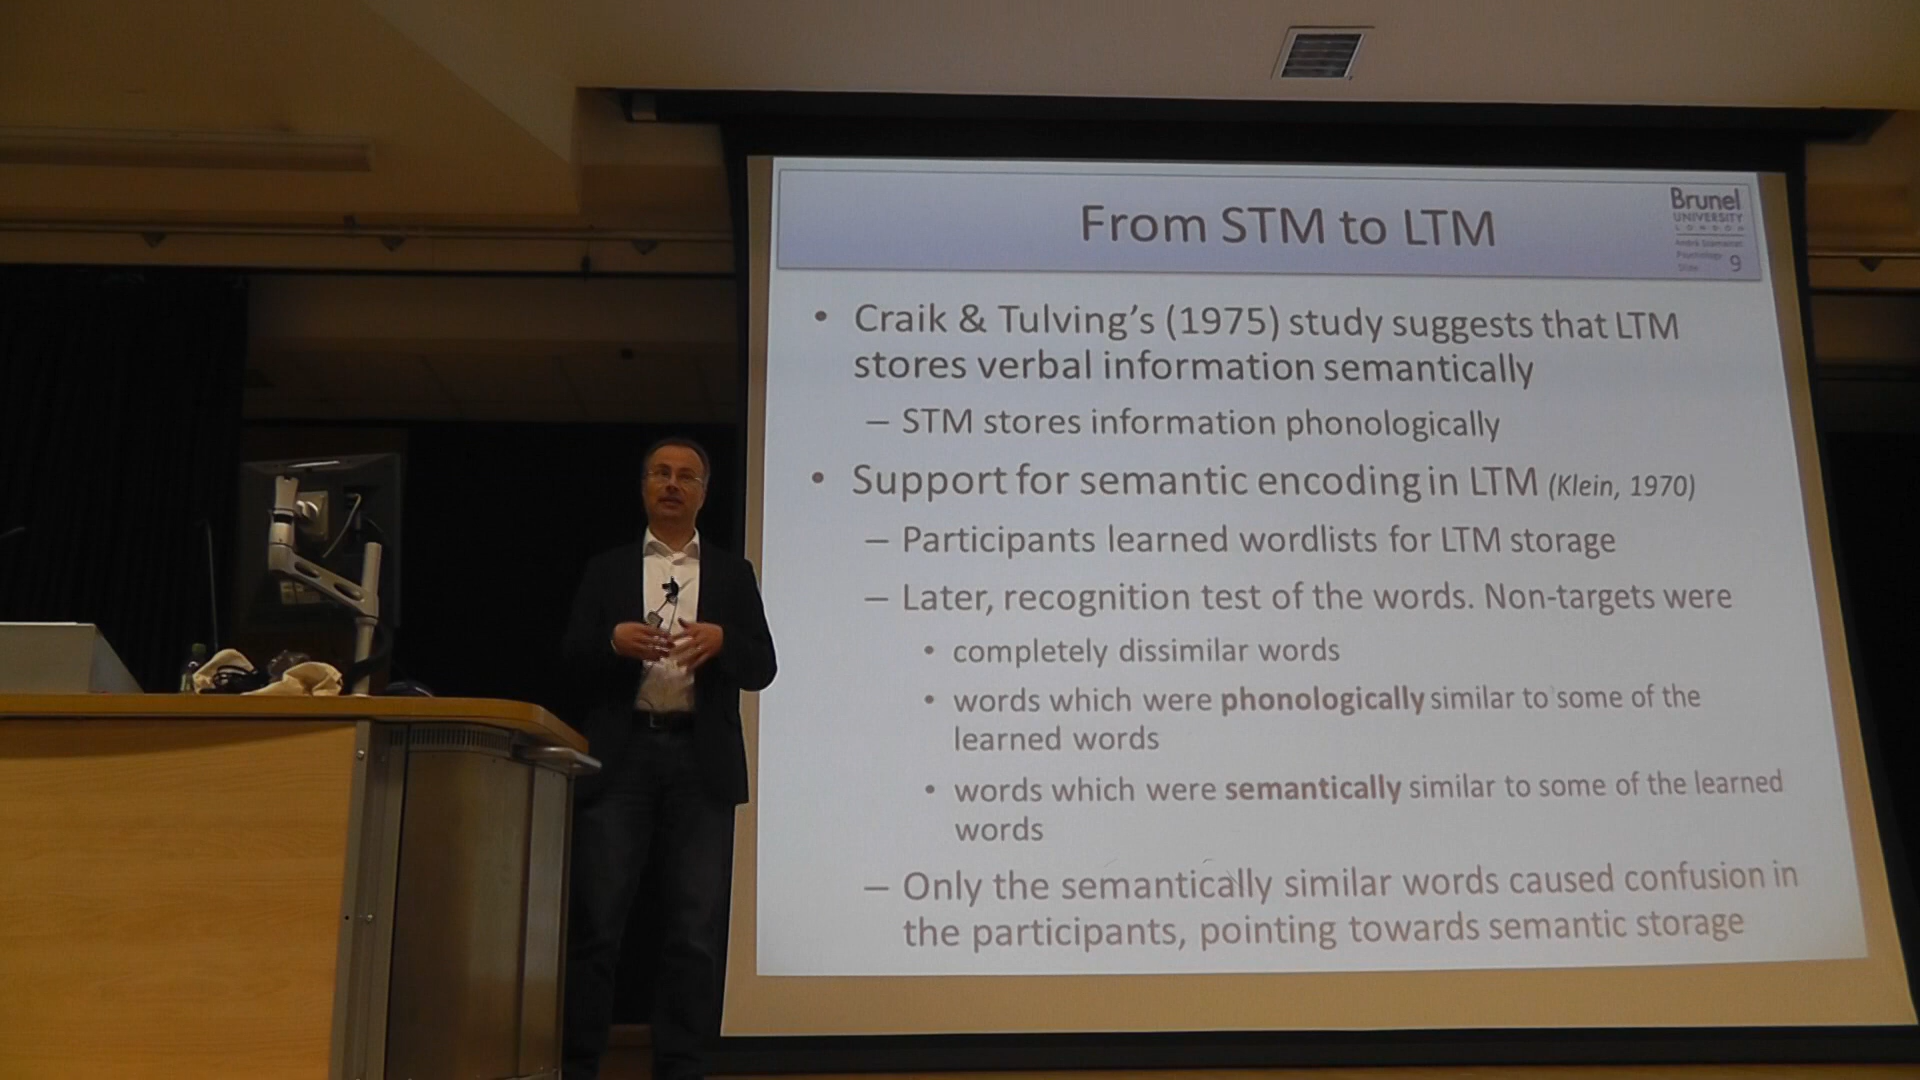 From STM to LTM
Brunel
UNIVERSITY
LONDON
Psychology
Slide 9
• Craik & Tulving's (1975) study suggests that LTM
stores verbal information semantically
– STM stores information phonologically
• Support for semantic encoding in LTM (Klein, 1970)
– Participants learned wordlists for LTM storage
– Later, recognition test of the words. Non-targets were
• completely dissimilar words
• words which were phonologically similar to some of the
learned words
• words which were semantically similar to some of the learned
words
– Only the semantically similar words caused confusion in
the participants, pointing towards semantic storage